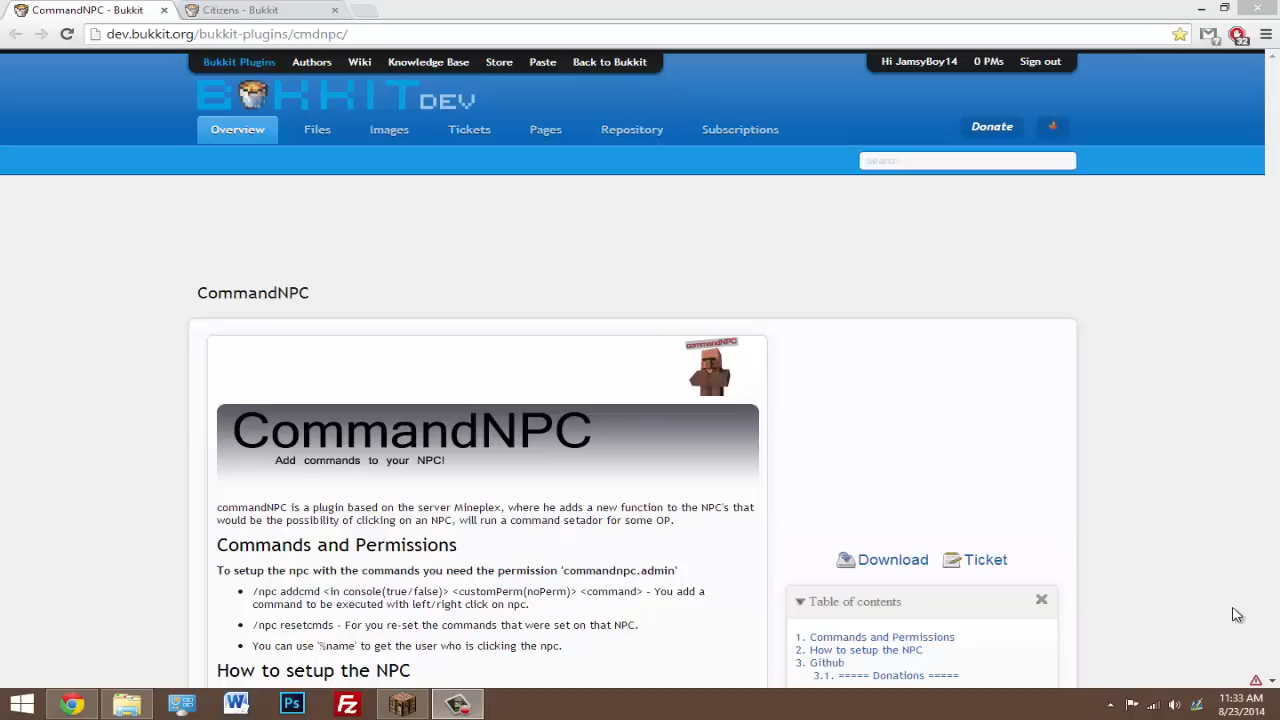 CommandNPC - Bukkit
Citizens - Bukkit
dev.bukkit.org/bukkit-plugins/cmdnpc/
32
Bukkit Plugins Authors Wiki Knowledge Base Store Paste Back to Bukkit
Hi JamsyBoy14 0 PMs Sign out
BUKKIT DEV
Overview Files Images Tickets Pages Repository Subscriptions
Donate
search...
CommandNPC
commandNPC
CommandNPC
Add commands to your NPC!
commandNPC is a plugin based on the server Mineplex, where he adds a new function to the NPC's that
would be the possibility of clicking on an NPC, will run a command setador for some OP.
Commands and Permissions
To setup the npc with the commands you need the permission 'commandnpc.admin'
• /npc addcmd <in console(true/false)> <customPerm(noPerm)> <command> - You add a
command to be executed with left/right click on npc.
• /npc resetcmds - For you re-set the commands that were set on that NPC.
• You can use '%name' to get the user who is clicking the npc.
How to setup the NPC
Download Ticket
Table of contents
1. Commands and Permissions
2. How to setup the NPC
3. Github
3.1. ===== Donations =====
W
Ps
Fz
11:33 AM
8/23/2014